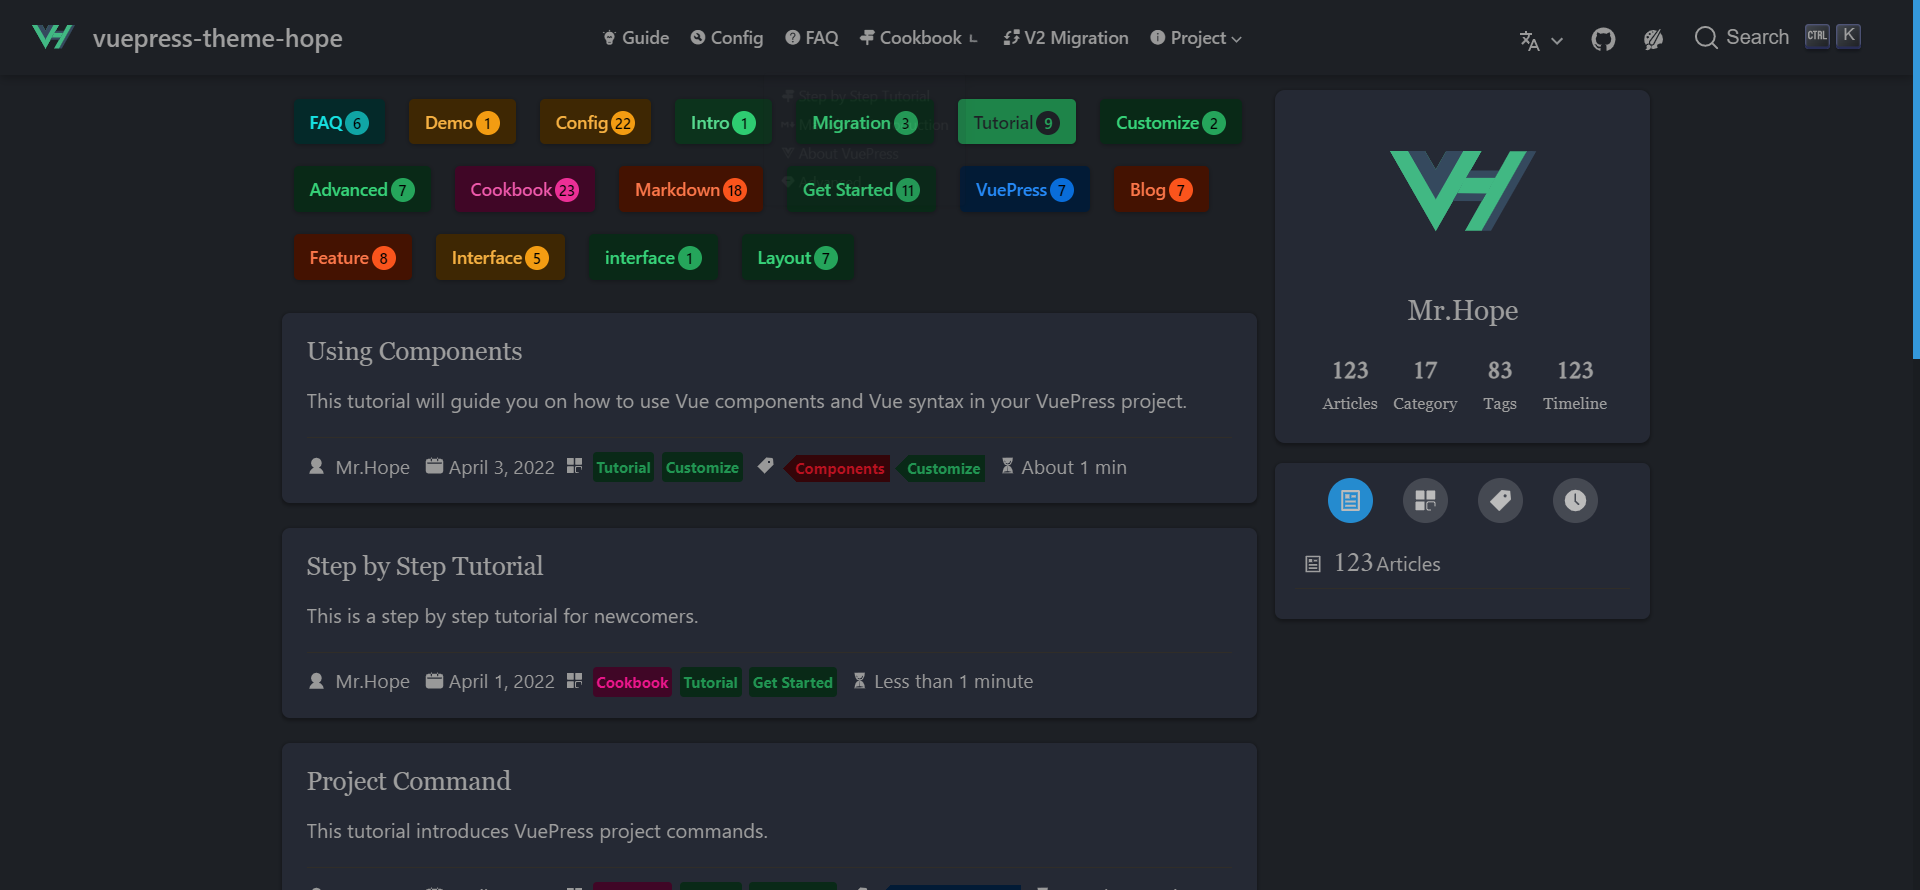 vuepress-theme-hope
Guide Config FAQ Cookbook V2 Migration Project
Search CTRL K
Step by Step Tutorial
FAQ 6 Demo 1 Config 22 Intro 1 Migration 3 Tutorial 9 Customize 2
About VuePress
Advanced 7 Cookbook 23 Markdown 18 Get Started 11 VuePress 7 Blog 7
Feature 8 Interface 5 interface 1 Layout 7
Using Components
This tutorial will guide you on how to use Vue components and Vue syntax in your VuePress project.
Mr.Hope April 3, 2022 Tutorial Customize Components Customize About 1 min
Step by Step Tutorial
This is a step by step tutorial for newcomers.
Mr.Hope April 1, 2022 Cookbook Tutorial Get Started Less than 1 minute
Project Command
This tutorial introduces VuePress project commands.
Mr.Hope
123 17 83 123
Articles Category Tags Timeline
123 Articles